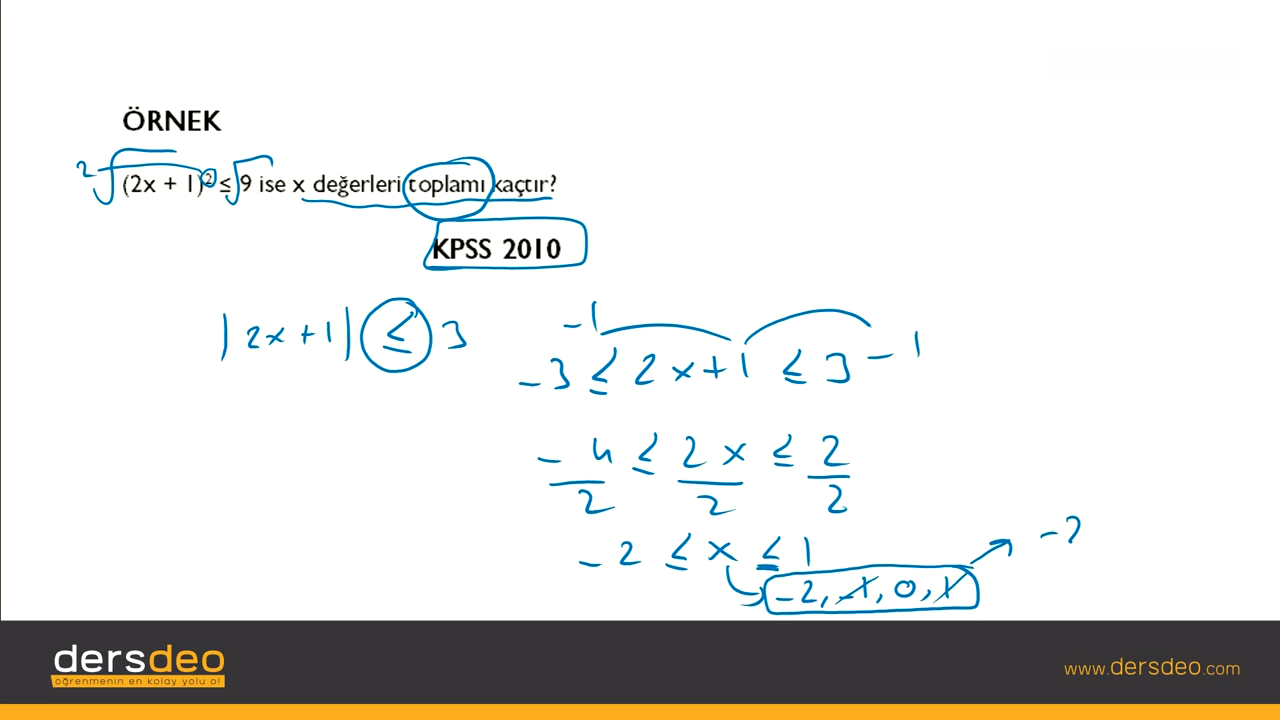 ÖRNEK
2√(2x + 1)² ≤ √9 ise x değerleri toplamı kaçtır?
KPSS 2010
|2x+1| ≤ 3
-1
-3 ≤ 2x+1 ≤ 3 -1
-4/2 ≤ 2x/2 ≤ 2/2
-2 ≤ x ≤ 1
-2, -1, 0, 1 → -2
dersdeo
öğrenmenin en kolay yolu o!
www.dersdeo.com